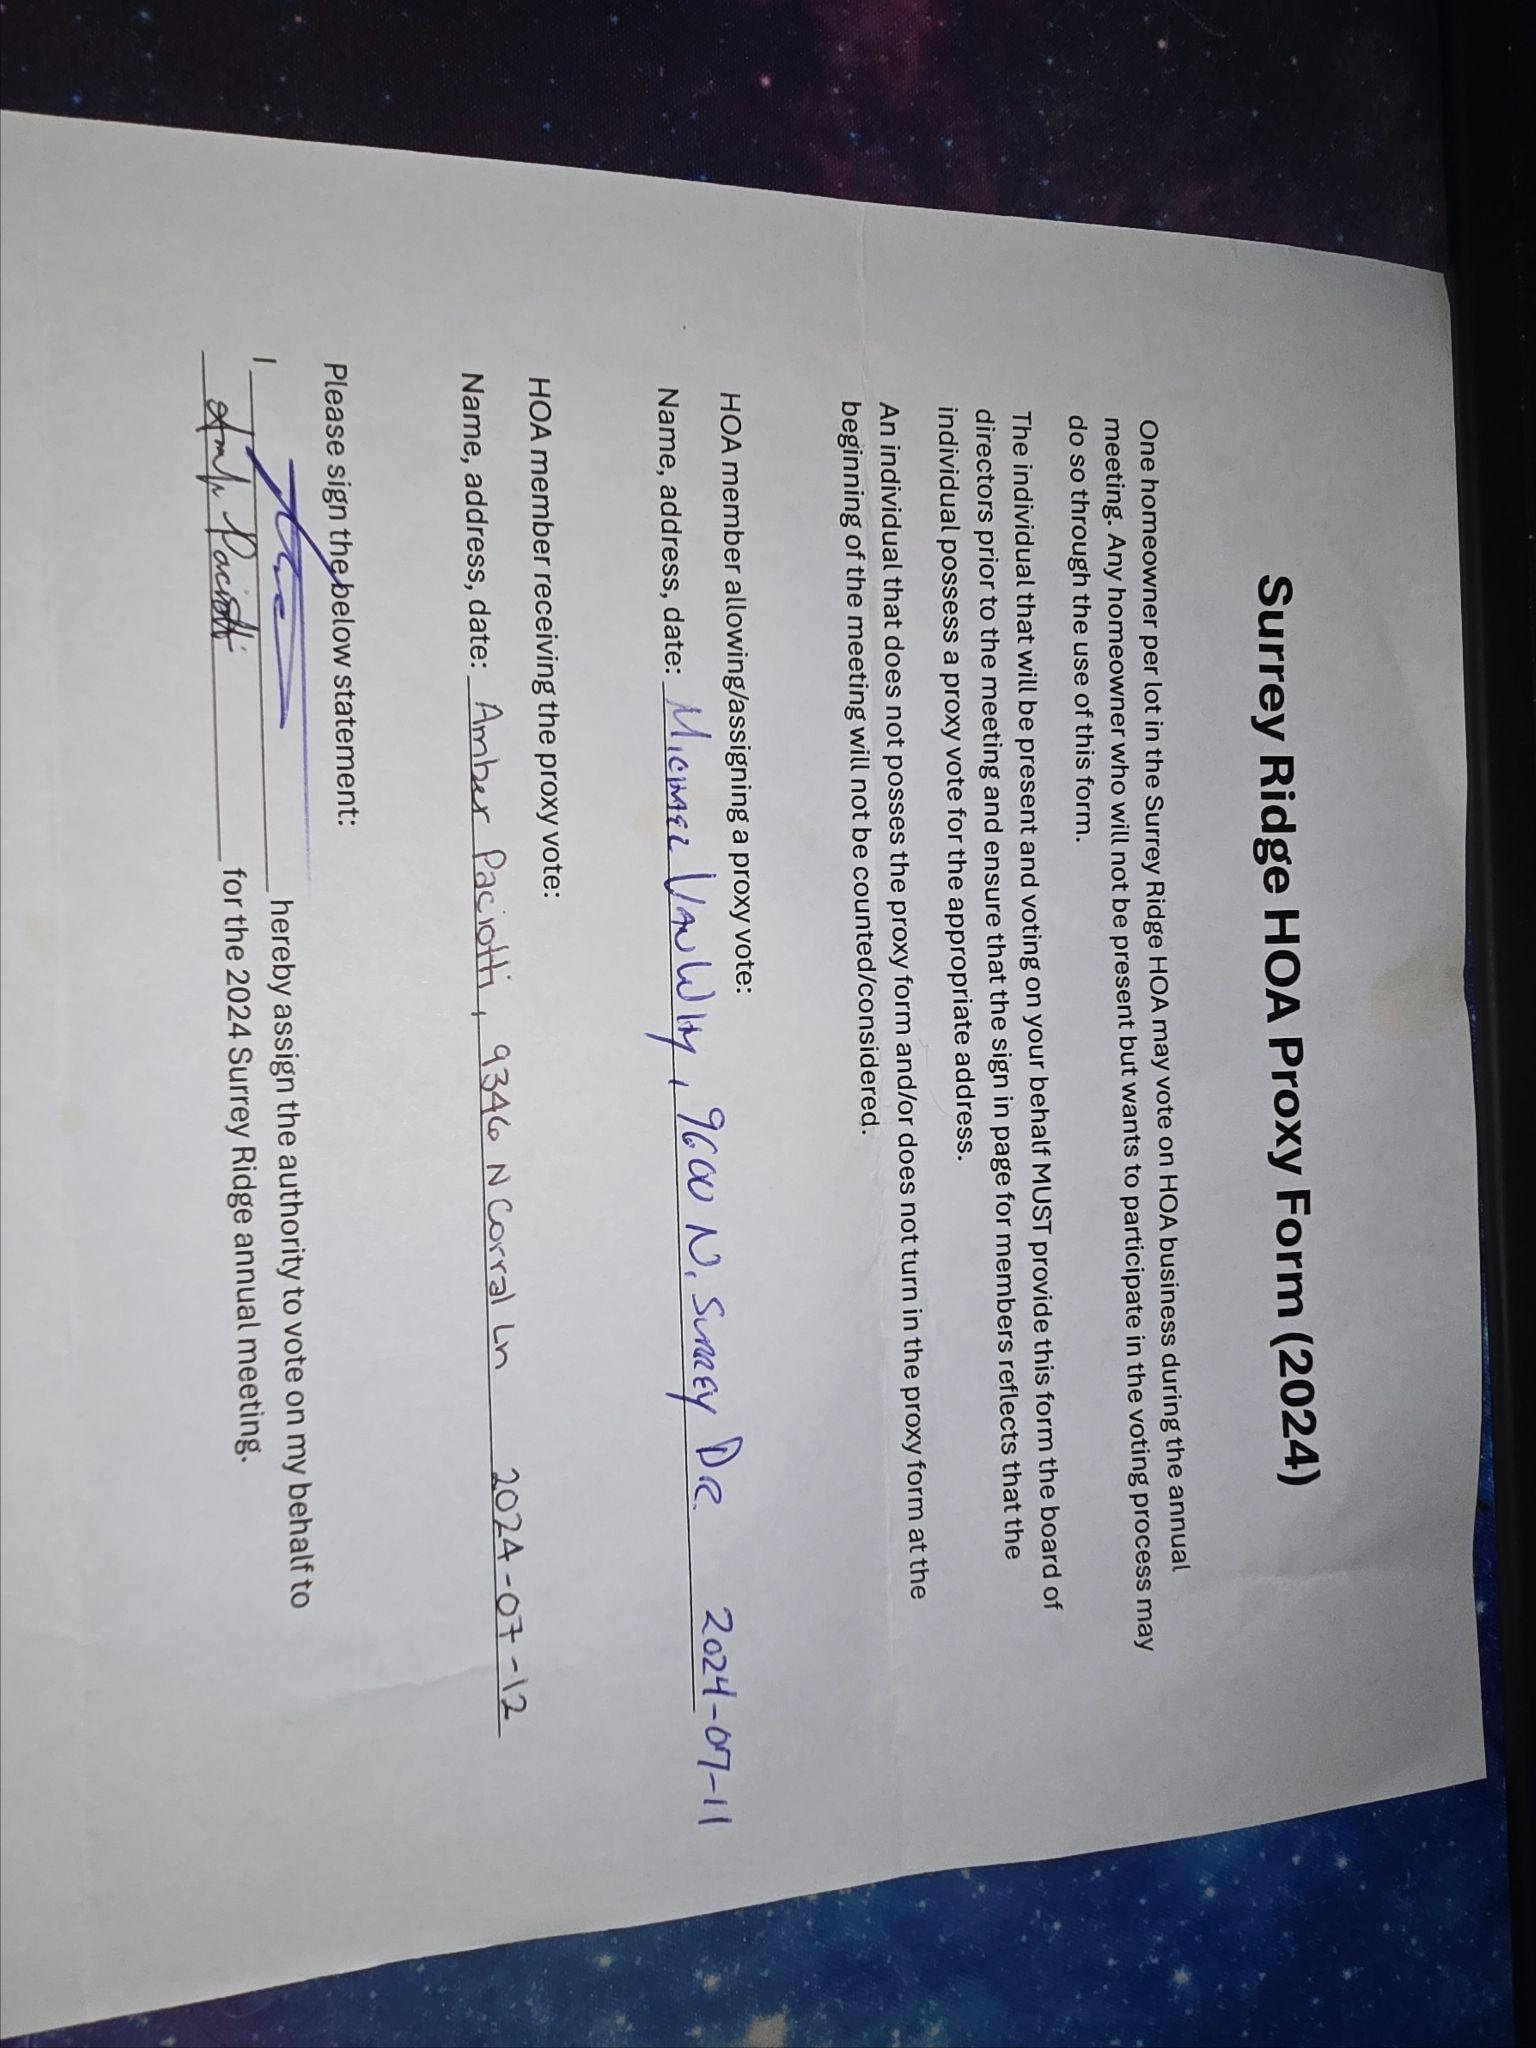 Surrey Ridge HOA Proxy Form (2024)
One homeowner per lot in the Surrey Ridge HOA may vote on HOA business during the annual
meeting. Any homeowner who will not be present but wants to participate in the voting process may
do so through the use of this form.
The individual that will be present and voting on your behalf MUST provide this form the board of
directors prior to the meeting and ensure that the sign in page for members reflects that the
individual possess a proxy vote for the appropriate address.
An individual that does not posses the proxy form and/or does not turn in the proxy form at the
beginning of the meeting will not be counted/considered.
HOA member allowing/assigning a proxy vote:
Name, address, date: Michael 9600 N. Surrey Dr. 2024-07-11
HOA member receiving the proxy vote:
Name, address, date: Amber Paciotti, 9346 N Corral Ln 2024-07-12
Please sign the below statement:
I hereby assign the authority to vote on my behalf to
Amber Paciotti for the 2024 Surrey Ridge annual meeting.